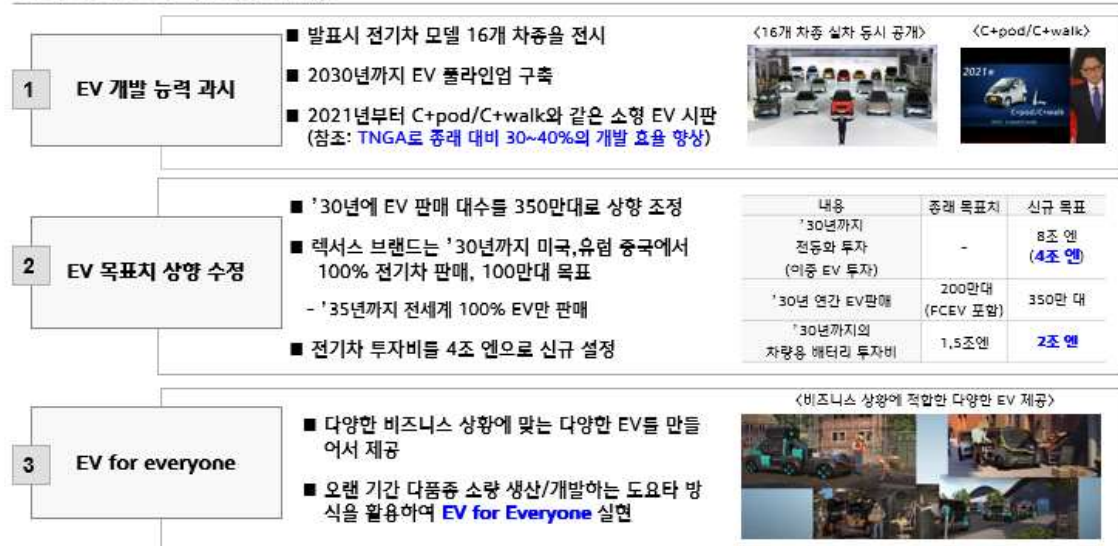 1
EV 개발 능력 과시
■ 발표시 전기차 모델 16개 차종을 전시
■ 2030년까지 EV 풀라인업 구축
■ 2021년부터 C+pod/C+walk와 같은 소형 EV 시판
(참조: TNGA로 종래 대비 30~40%의 개발 효율 향상)
<16개 차종 실차 동시 공개>
<C+pod/C+walk>
2021年
C+pod/C+walk
2
EV 목표치 상향 수정
■ '30년에 EV 판매 대수를 350만대로 상향 조정
■ 렉서스 브랜드는 '30년까지 미국,유럽 중국에서
100% 전기차 판매, 100만대 목표
- '35년까지 전세계 100% EV만 판매
■ 전기차 투자비를 4조 엔으로 신규 설정
내용 종래 목표치 신규 목표
'30년까지
전동화 투자
(이중 EV 투자)
-
8조 엔
(4조 엔)
'30년 연간 EV판매
200만대
(FCEV 포함)
350만 대
'30년까지의
차량용 배터리 투자비
1.5조엔
2조 엔
3
EV for everyone
■ 다양한 비즈니스 상황에 맞는 다양한 EV를 만들
어서 제공
■ 오랜 기간 다품종 소량 생산/개발하는 도요타 방
식을 활용하여 EV for Everyone 실현
<비즈니스 상황에 적합한 다양한 EV 제공>